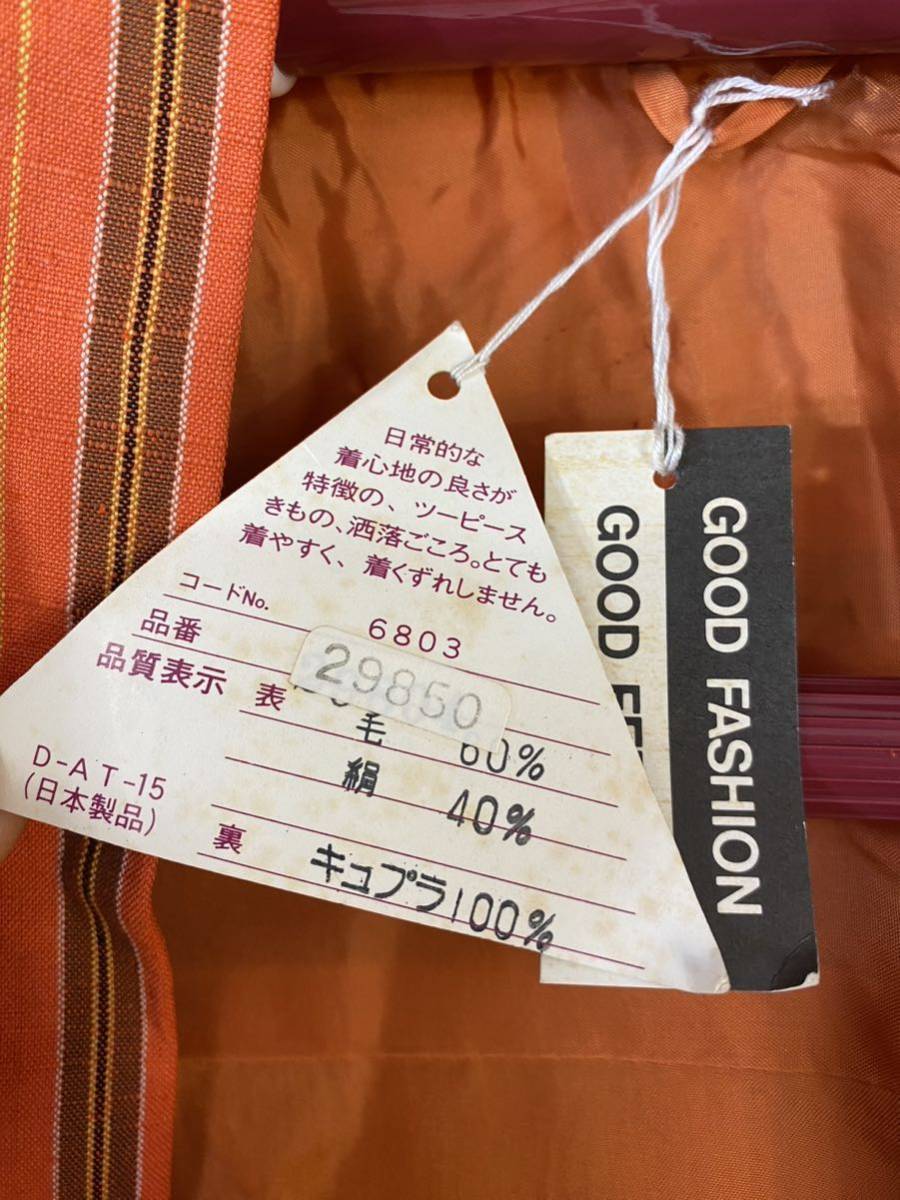 日常的な
着心地の良さが
特徴の、ツーピース
きもの、洒落ごころ。とても
着やすく、着くずれしません。
コードNo.
6803
品番
29850
品質表示 表
毛 60%
絹 40%
裏 キュプラ100%
D-AT-15
(日本製品)
GOOD
GOOD FASHION